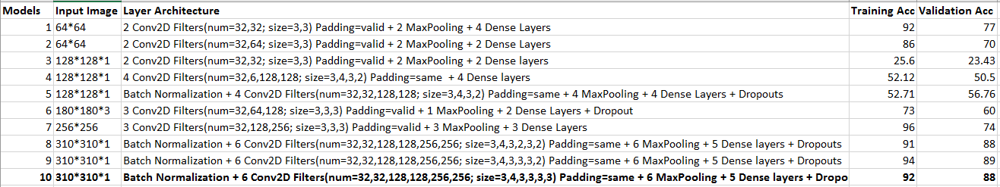 Models Input Image Layer Architecture Training Acc Validation Acc
1 64*64 2 Conv2D Filters(num=32,32; size=3,3) Padding=valid + 2 MaxPooling + 4 Dense Layers 92 77
2 64*64 2 Conv2D Filters(num=32,64; size=3,3) Padding=valid + 2 MaxPooling + 2 Dense Layers 86 70
3 128*128*1 2 Conv2D Filters(num=32,32; size=3,3) Padding=valid + 2 MaxPooling + 2 Dense layers 25.6 23.43
4 128*128*1 4 Conv2D Filters(num=32,6,128,128; size=3,4,3,2) Padding=same + 4 Dense layers 52.12 50.5
5 128*128*1 Batch Normalization + 4 Conv2D Filters(num=32,32,128,128; size=3,4,3,2) Padding=same + 4 MaxPooling + 4 Dense Layers + Dropouts 52.71 56.76
6 180*180*3 3 Conv2D Filters(num=32,64,128; size=3,3,3) Padding=valid + 1 MaxPooling + 2 Dense Layers + Dropout 73 60
7 256*256 3 Conv2D Filters(num=32,128,256; size=3,3,3) Padding=valid + 3 MaxPooling + 3 Dense Layers 96 74
8 310*310*1 Batch Normalization + 6 Conv2D Filters(num=32,32,128,128,256,256; size=3,4,3,2,3,2) Padding=same + 6 MaxPooling + 5 Dense layers + Dropouts 91 88
9 310*310*1 Batch Normalization + 6 Conv2D Filters(num=32,32,128,128,256,256; size=3,4,3,3,3,2) Padding=same + 6 MaxPooling + 5 Dense layers + Dropouts 94 89
10 310*310*1 Batch Normalization + 6 Conv2D Filters(num=32,32,128,128,256,256; size=3,4,3,3,3,3) Padding=same + 6 MaxPooling + 5 Dense layers + Dropo 92 88